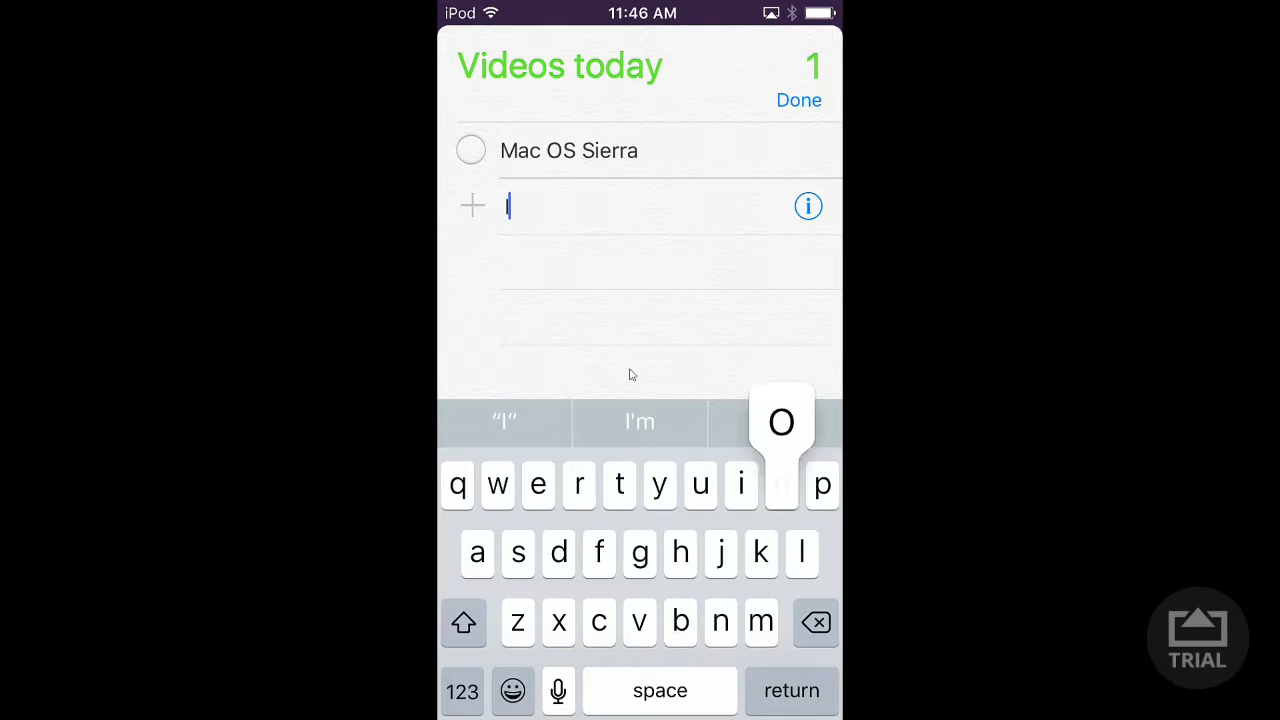 iPod 11:46 AM
Videos today 1
Done
Mac OS Sierra
I
“I” I'm
O
q w e r t y u i p
a s d f g h j k l
z x c v b n m
123 space return
TRIAL